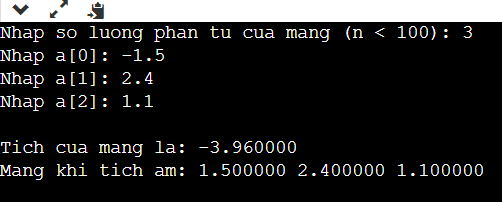 Nhap so luong phan tu cua mang (n < 100): 3
Nhap a[0]: -1.5
Nhap a[1]: 2.4
Nhap a[2]: 1.1
Tich cua mang la: -3.960000
Mang khi tich am: 1.500000 2.400000 1.100000